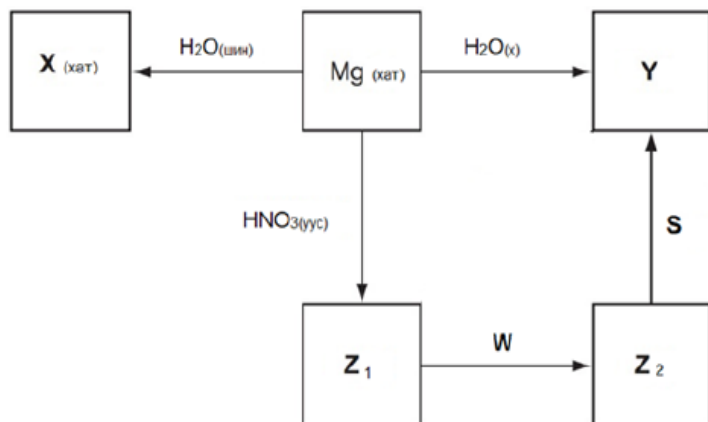 X (хат)
H₂O(шин)
Mg (хат)
H₂O(х)
Y
HNO₃(уус)
S
Z₁
W
Z₂